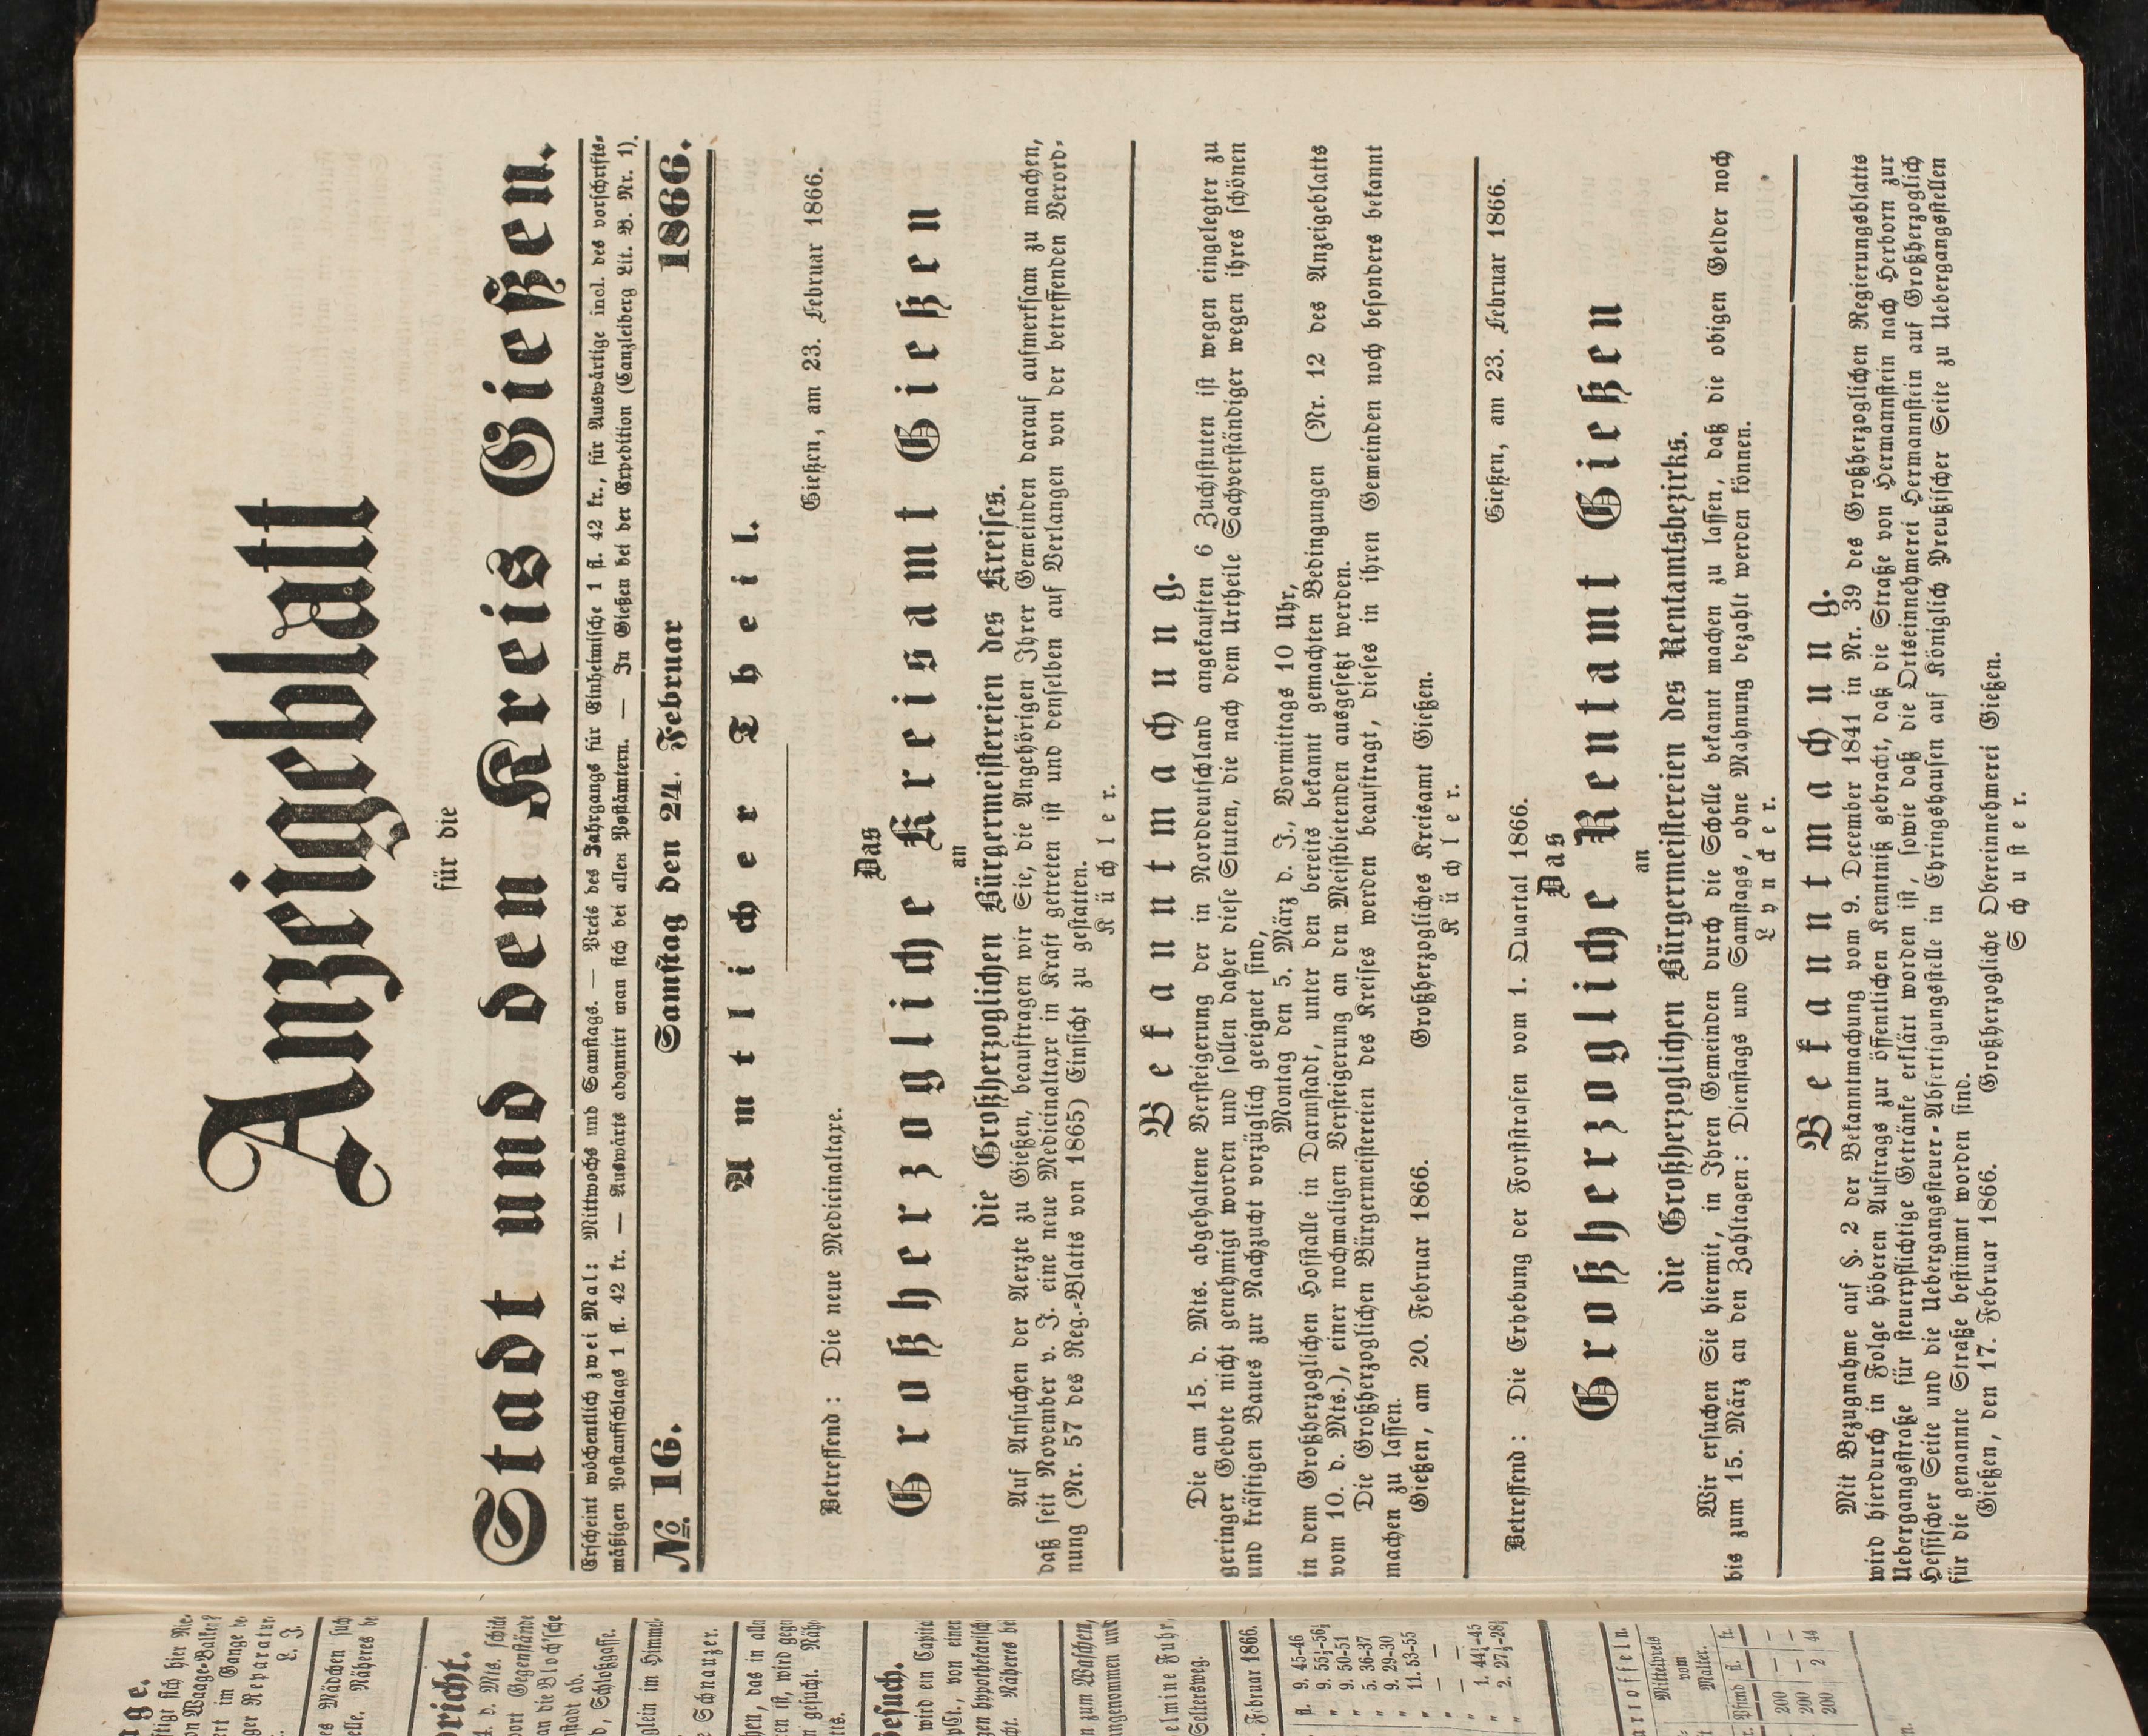 Anzeigeblatt
für die
Stadt und den Kreis Gießen.
Erscheint wöchentlich zwei Mal: Mittwochs und Samstags. — Preis des Jahrgangs für Einheimische 1 fl. 42 kr., für Auswärtige incl. des vorschrifts-
mäßigen Postaufschlags 1 fl. 42 kr. — Auswärts abonnirt man sich bei allen Postämtern. — In Gießen bei der Expedition (Canzleiberg Lit. B. Nr. 1).
№ 16. Samstag den 24. Februar 1866.
Amtlicher Theil.
Gießen, am 23. Februar 1866.
Betreffend: Die neue Medicinaltaxe.
Das
Großherzogliche Kreisamt Gießen
an
die Großherzoglichen Bürgermeistereien des Kreises.
Auf Ansuchen der Aerzte zu Gießen, beauftragen wir Sie, die Angehörigen Ihrer Gemeinden darauf aufmerksam zu machen,
daß seit November v. J. eine neue Medicinaltaxe in Kraft getreten ist und denselben auf Verlangen von der betreffenden Verord-
nung (Nr. 57 des Reg.-Blatts von 1865) Einsicht zu gestatten.
Küchler.
Bekanntmachung.
Die am 15. d. Mts. abgehaltene Versteigerung der in Norddeutschland angekauften 6 Zuchtstuten ist wegen eingelegter zu
geringer Gebote nicht genehmigt worden und sollen daher diese Stuten, die nach dem Urtheile Sachverständiger wegen ihres schönen
und kräftigen Baues zur Nachzucht vorzüglich geeignet sind,
Montag den 5. März d. J., Vormittags 10 Uhr,
in dem Großherzoglichen Hofstalle in Darmstadt, unter den bereits bekannt gemachten Bedingungen (Nr. 12 des Anzeigeblatts
vom 10. d. Mts.), einer nochmaligen Versteigerung an den Meistbietenden ausgesetzt werden.
Die Großherzoglichen Bürgermeistereien des Kreises werden beauftragt, dieses in ihren Gemeinden noch besonders bekannt
machen zu lassen.
Gießen, am 20. Februar 1866. Großherzogliches Kreisamt Gießen.
Küchler.
Gießen, am 23. Februar 1866.
Betreffend: Die Erhebung der Forststrafen vom 1. Quartal 1866.
Das
Großherzogliche Rentamt Gießen
an
die Großherzoglichen Bürgermeistereien des Rentamtsbezirks.
Wir ersuchen Sie hiermit, in Ihren Gemeinden durch die Schelle bekannt machen zu lassen, daß die obigen Gelder noch
bis zum 15. März an den Zahltagen: Dienstags und Samstags, ohne Mahnung bezahlt werden können.
Lyncker.
Bekanntmachung.
Mit Bezugnahme auf §. 2 der Bekanntmachung vom 9. December 1841 in Nr. 39 des Großherzoglichen Regierungsblatts
wird hierdurch in Folge höheren Auftrags zur öffentlichen Kenntniß gebracht, daß die Straße von Hermannstein nach Herborn zur
Uebergangsstraße für steuerpflichtige Getränke erklärt worden ist, sowie daß die Ortseinnehmerei Hermannstein auf Großherzoglich
Hessischer Seite und die Uebergangssteuer-Abfertigungsstelle in Ehringshausen auf Königlich Preußischer Seite zu Uebergangsstellen
für die genannte Straße bestimmt worden sind.
Gießen, den 17. Februar 1866. Großherzogliche Obereinnehmerei Gießen.
Schuster.